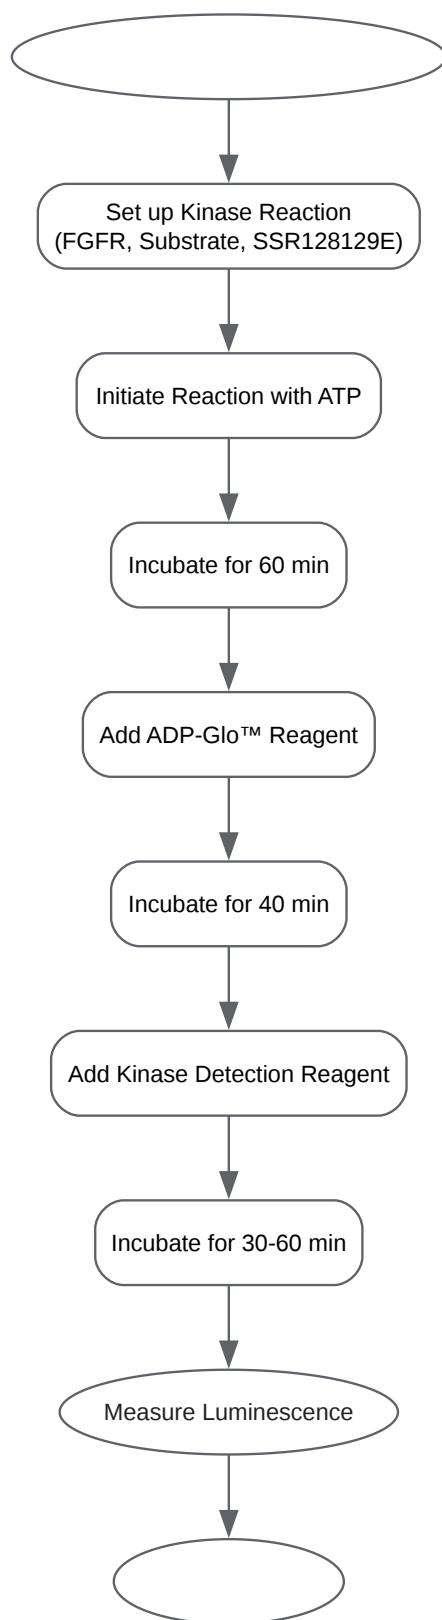 Set up Kinase Reaction
(FGFR, Substrate, SSR128129E)
Initiate Reaction with ATP
Incubate for 60 min
Add ADP-Glo™ Reagent
Incubate for 40 min
Add Kinase Detection Reagent
Incubate for 30-60 min
Measure Luminescence